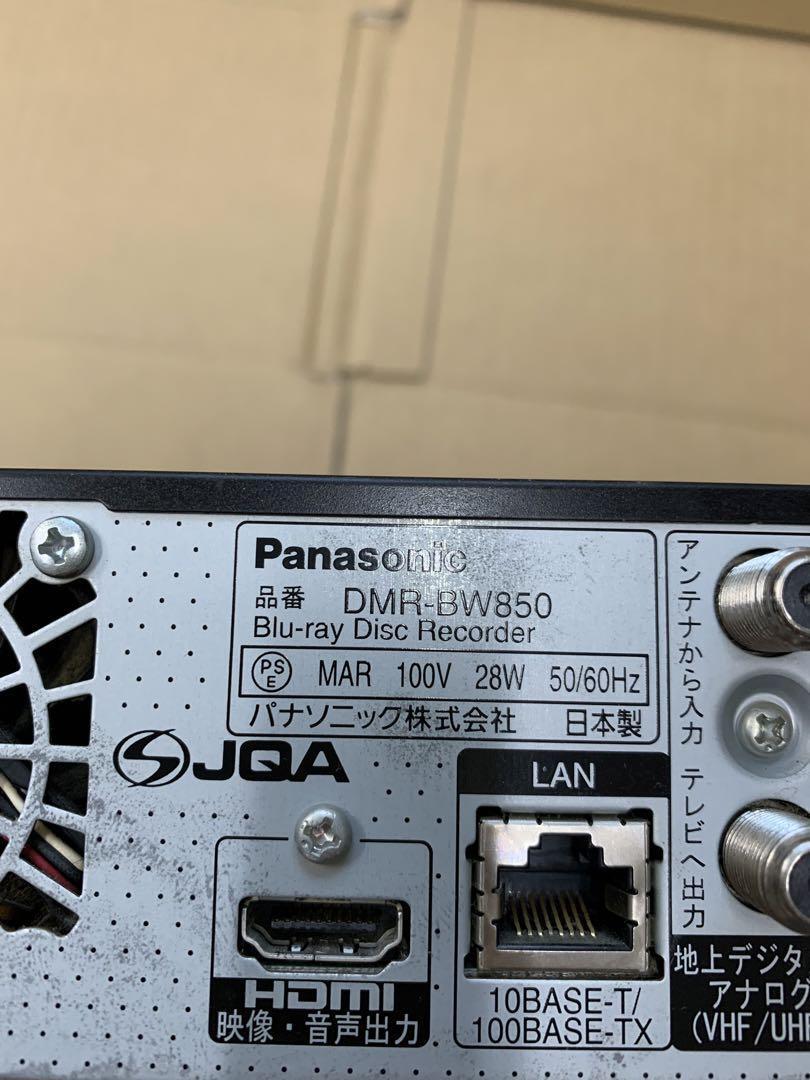 Panasonic
品番 DMR-BW850
Blu-ray Disc Recorder
PS E MAR 100V 28W 50/60Hz
パナソニック株式会社 日本製
JQA
LAN
10BASE-T/
100BASE-TX
HDMI
映像・音声出力
アンテナから入力
テレビへ出力
地上デジタ
アナログ
(VHF/UH